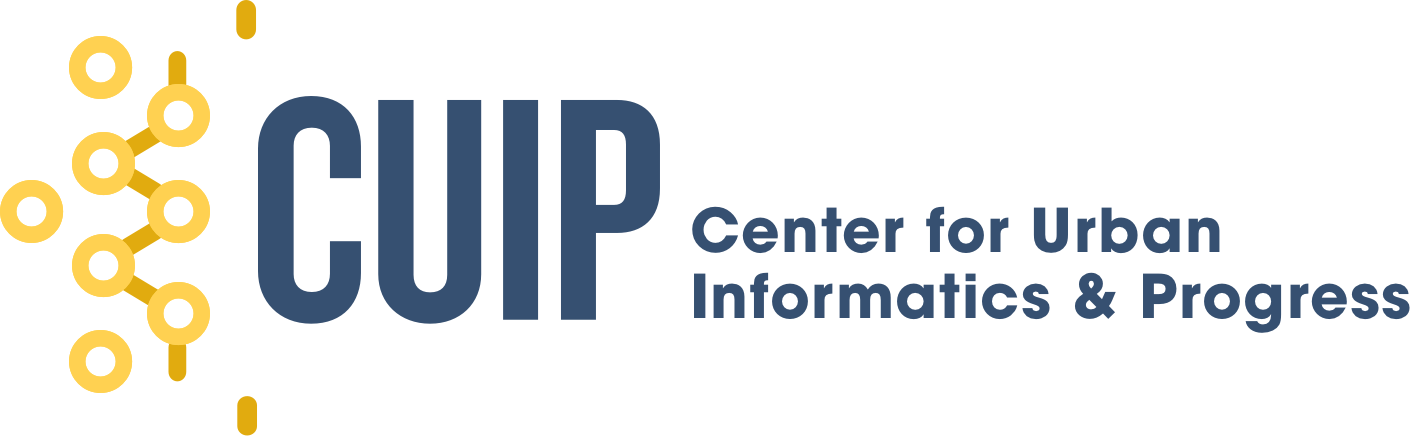 CUIP
Center for Urban
Informatics & Progress